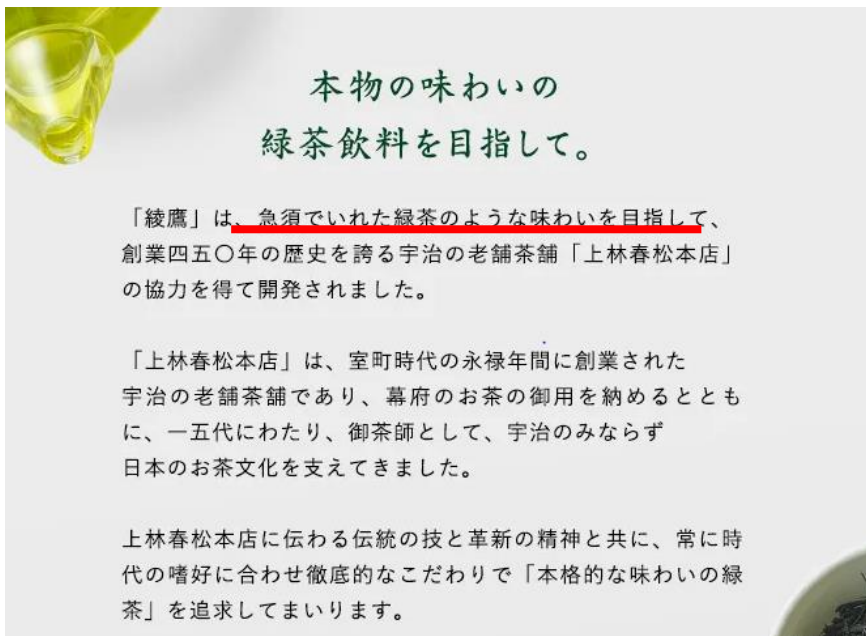 本物の味わいの
緑茶飲料を目指して。
「綾鷹」は、急須でいれた緑茶のような味わいを目指して、
創業四五〇年の歴史を誇る宇治の老舗茶舗「上林春松本店」
の協力を得て開発されました。
「上林春松本店」は、室町時代の永禄年間に創業された
宇治の老舗茶舗であり、幕府のお茶の御用を納めるととも
に、一五代にわたり、御茶師として、宇治のみならず
日本のお茶文化を支えてきました。
上林春松本店に伝わる伝統の技と革新の精神と共に、常に時
代の嗜好に合わせ徹底的なこだわりで「本格的な味わいの緑
茶」を追求してまいります。